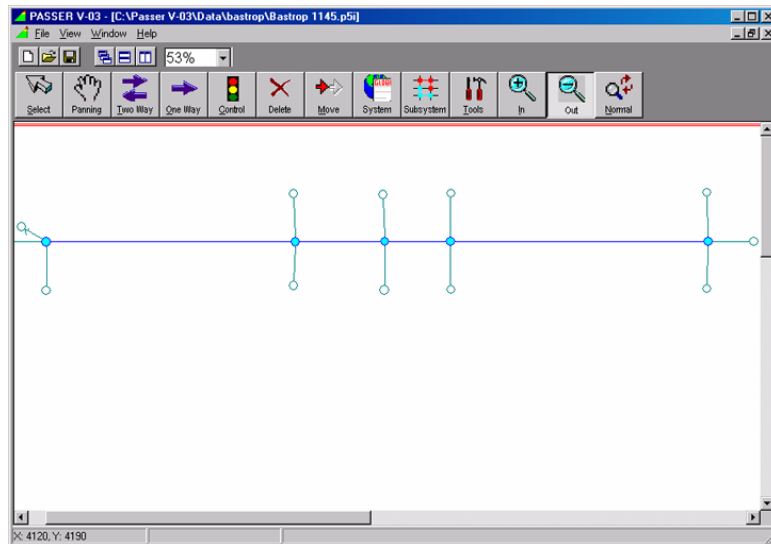 PASSER V-03 - [C:\Passer V-03\Data\bastrop\Bastrop 1145.p5i]
File View Window Help
53%
Select Panning Two Way One Way Control Delete Move System Subsystem Tools In Out Normal
X: 4120, Y: 4190